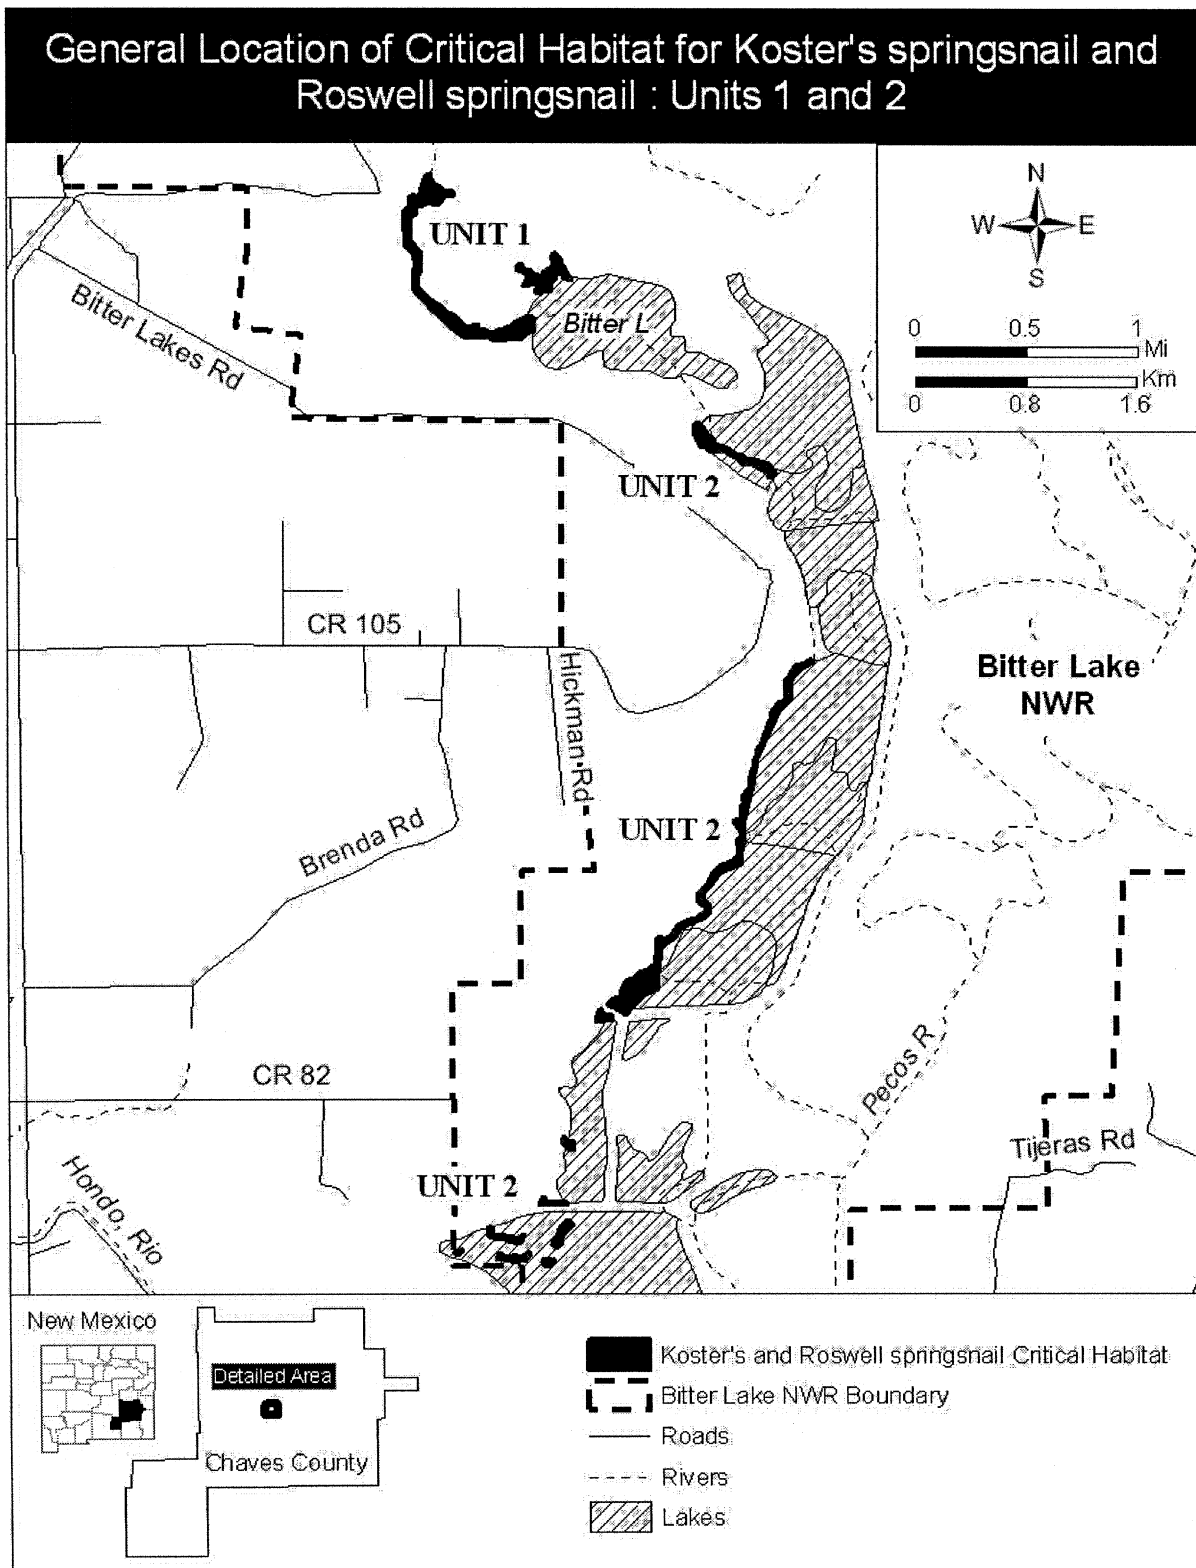 General Location of Critical Habitat for Koster's springsnail and
Roswell springsnail : Units 1 and 2
N
W E
S
0 0.5 1
Mi
Km
0 0.8 1.6
UNIT 1
Bitter L
Bitter Lakes Rd
UNIT 2
CR 105
Hickman Rd
Bitter Lake
NWR
UNIT 2
Brenda Rd
Pecos R
CR 82
Tijeras Rd
UNIT 2
Hondo, Rio
New Mexico
Detailed Area
Chaves County
Koster's and Roswell springsnail Critical Habitat
Bitter Lake NWR Boundary
Roads
Rivers
Lakes